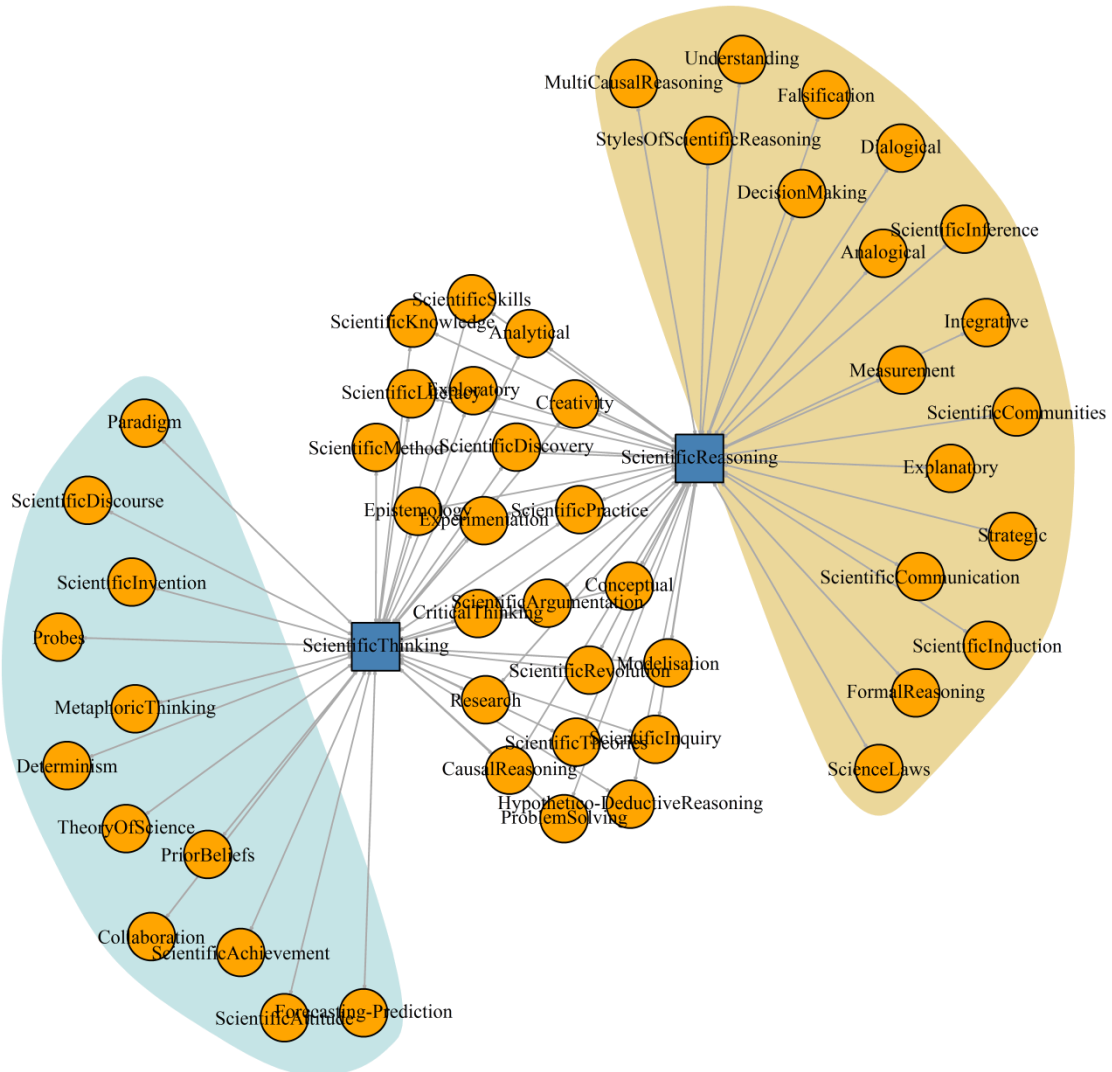 Understanding
MultiCausalReasoning
Falsification
StylesOfScientificReasoning
Dialogical
DecisionMaking
ScientificInference
Analogical
ScientificSkills
ScientificKnowledge
Analytical
Integrative
Measurement
ScientificLiteracy
Exploratory
Creativity
ScientificCommunities
Paradigm
ScientificMethod
ScientificDiscovery
ScientificReasoning
Explanatory
ScientificDiscourse
Epistemology
Experimentation
ScientificPractice
Strategic
ScientificInvention
Conceptual
ScientificCommunication
CriticalThinking
ScientificArgumentation
Probes
ScientificThinking
ScientificInduction
ScientificRevolution
Modelisation
MetaphoricThinking
Research
FormalReasoning
ScientificTheories
ScientificInquiry
Determinism
CausalReasoning
ScienceLaws
Hypothetico-DeductiveReasoning
ProblemSolving
TheoryOfScience
PriorBeliefs
Collaboration
ScientificAchievement
ScientificAttitude
Forecasting-Prediction